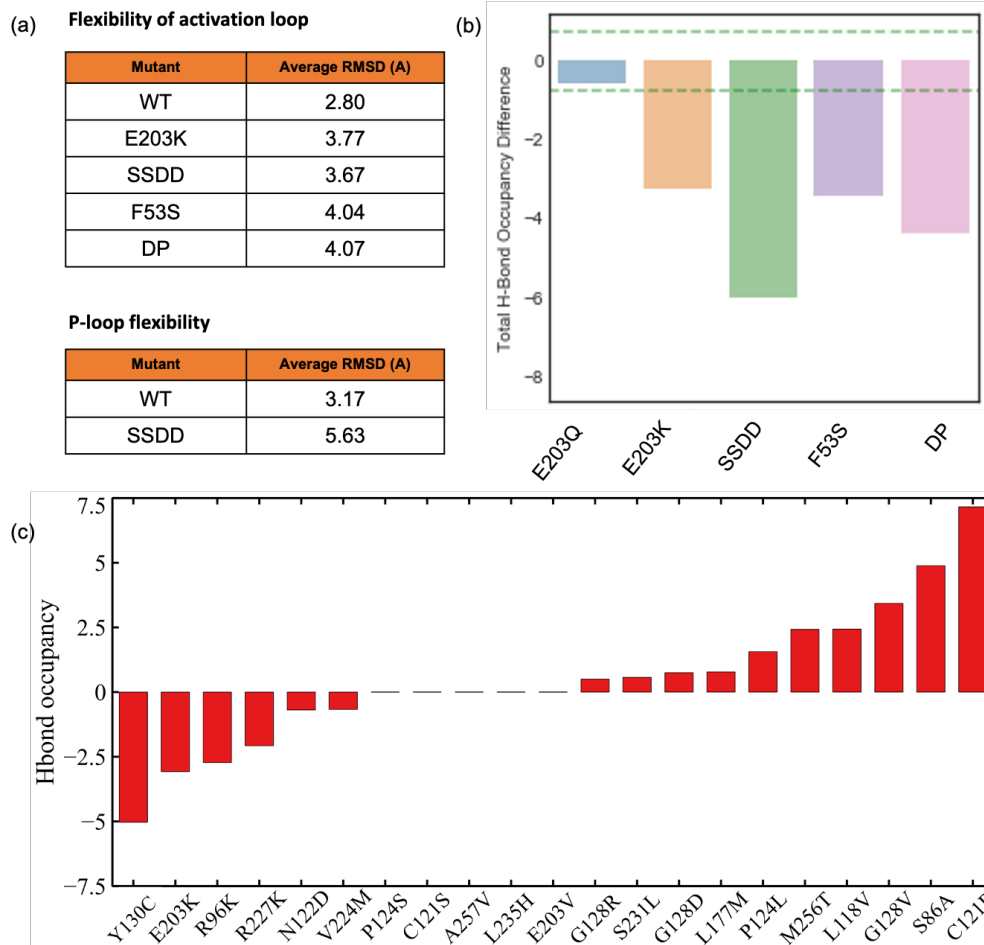 (a)
Flexibility of activation loop
Mutant Average RMSD (A)
WT 2.80
E203K 3.77
SSDD 3.67
F53S 4.04
DP 4.07
P-loop flexibility
Mutant Average RMSD (A)
WT 3.17
SSDD 5.63
(b)
Total H-Bond Occupancy Difference
0
−2
−4
−6
−8
E203Q E203K SSDD F53S DP
(c)
Hbond occupancy
7.5
5
2.5
0
−2.5
−5
−7.5
Y130C E203K R96K R227K N122D V224M P124S C121S A257V L235H E203V G128R S231L G128D L177M P124L M256T L118V G128V S86A